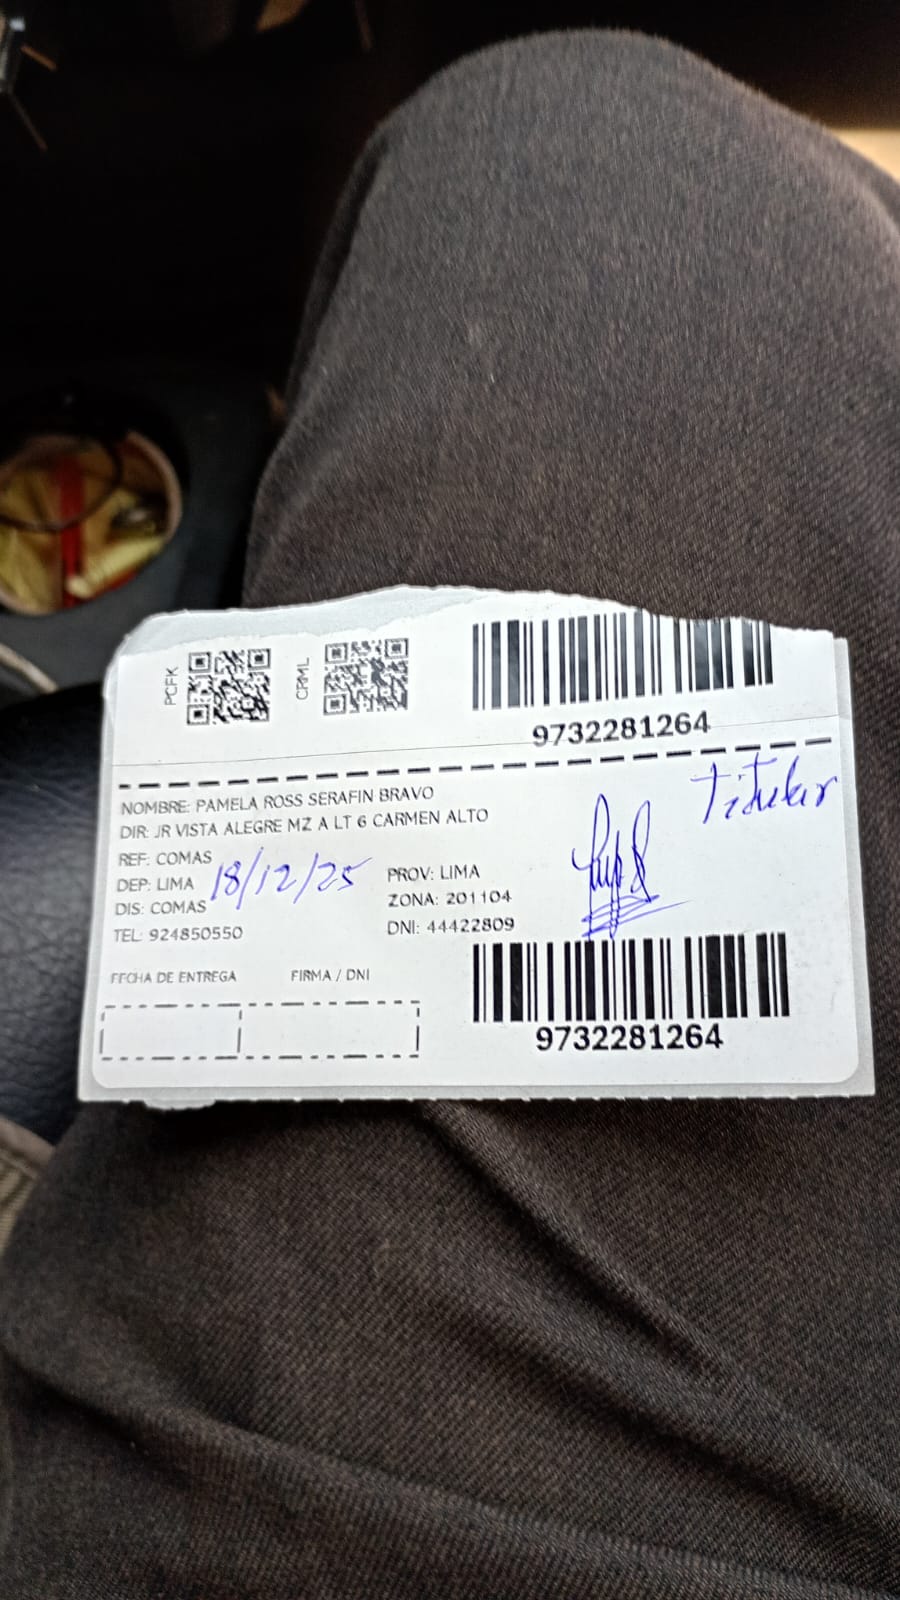 PCFK
CRML
9732281264
NOMBRE: PAMELA ROSS SERAFIN BRAVO
DIR: JR VISTA ALEGRE MZ A LT 6 CARMEN ALTO
Titular
REF: COMAS
DEP: LIMA 18/12/25 PROV: LIMA
DIS: COMAS ZONA: 201104
TEL: 924850550 DNI: 44422809
FECHA DE ENTREGA FIRMA / DNI
9732281264